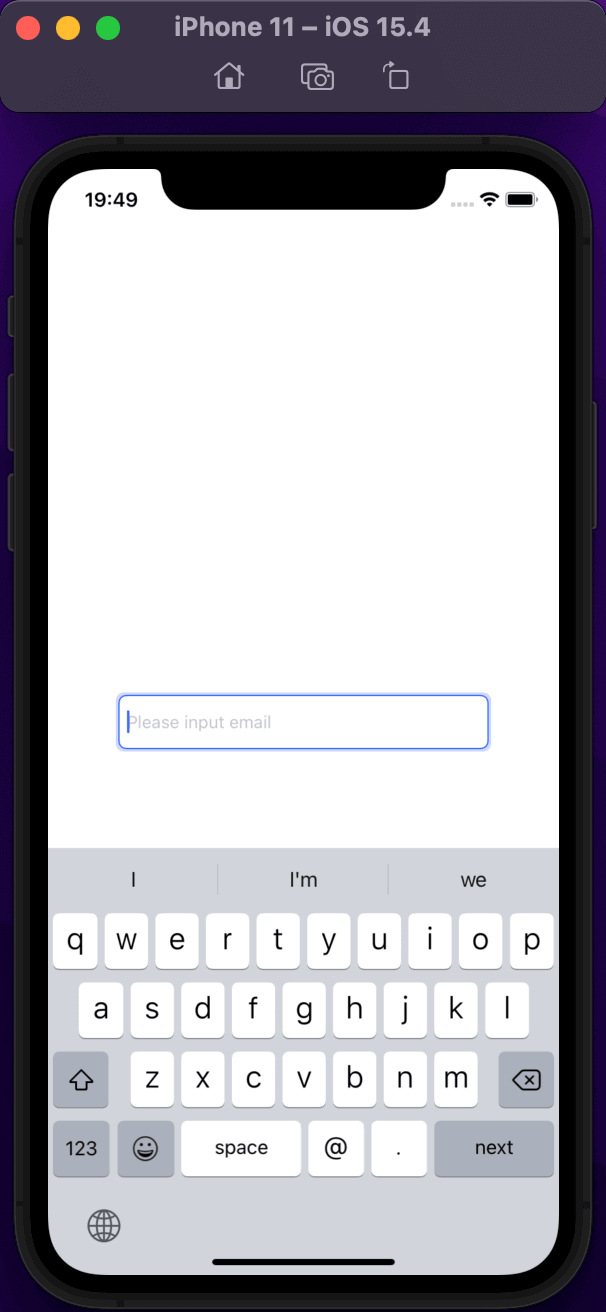 iPhone 11 – iOS 15.4
19:49
Please input email
I I'm we
q w e r t y u i o p
a s d f g h j k l
z x c v b n m
123 space @ . next